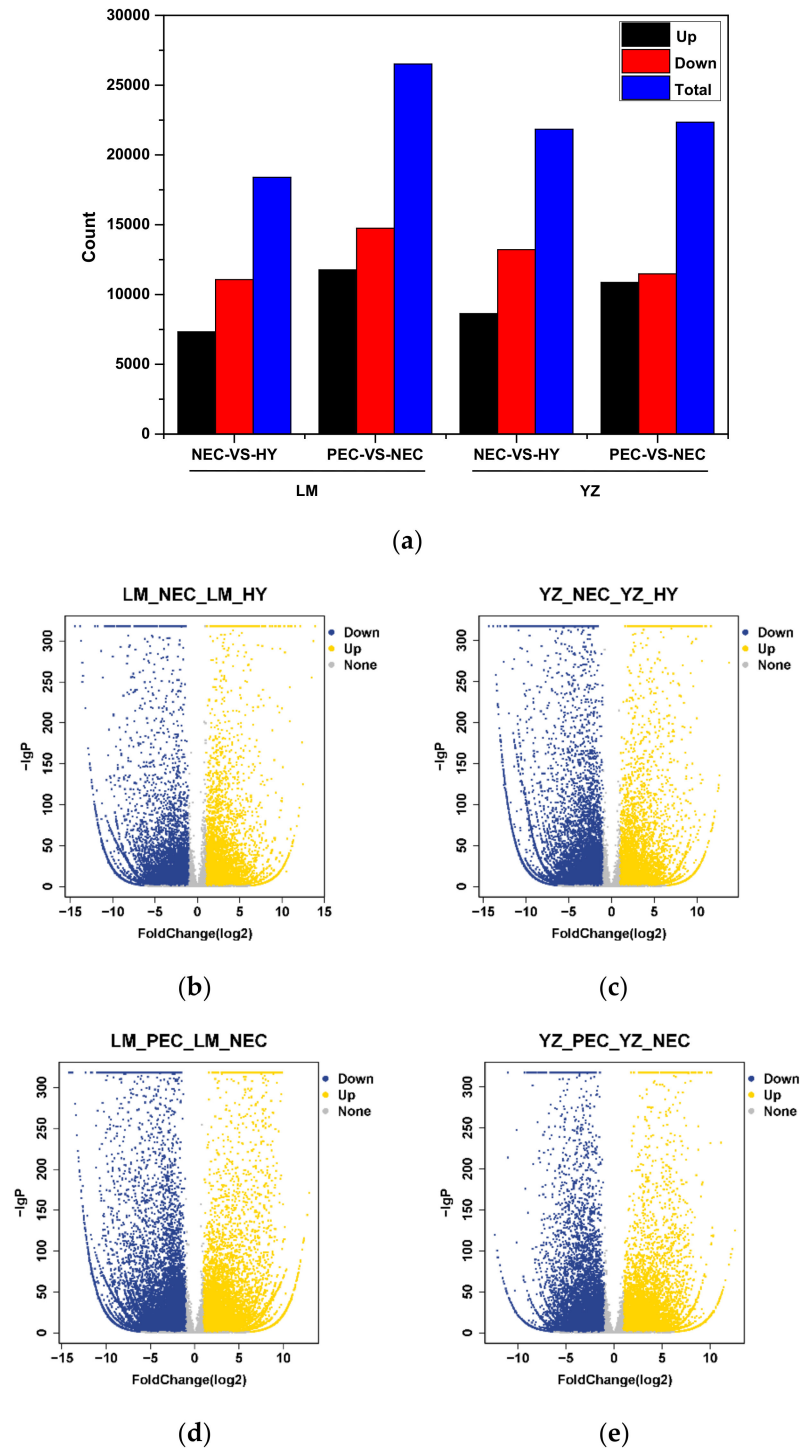 30000
25000
20000
15000
10000
5000
0
Count
Up
Down
Total
NEC-VS-HY PEC-VS-NEC NEC-VS-HY PEC-VS-NEC
LM YZ
(a)
LM_NEC_LM_HY
Down
Up
None
300
250
200
150
100
50
0
-lgP
−15 −10 −5 0 5 10 15
FoldChange(log2)
(b)
YZ_NEC_YZ_HY
Down
Up
None
300
250
200
150
100
50
0
-lgP
−15 −10 −5 0 5 10
FoldChange(log2)
(c)
LM_PEC_LM_NEC
Down
Up
None
300
250
200
150
100
50
0
-lgP
−15 −10 −5 0 5 10
FoldChange(log2)
(d)
YZ_PEC_YZ_NEC
Down
Up
None
300
250
200
150
100
50
0
-lgP
−10 −5 0 5 10
FoldChange(log2)
(e)